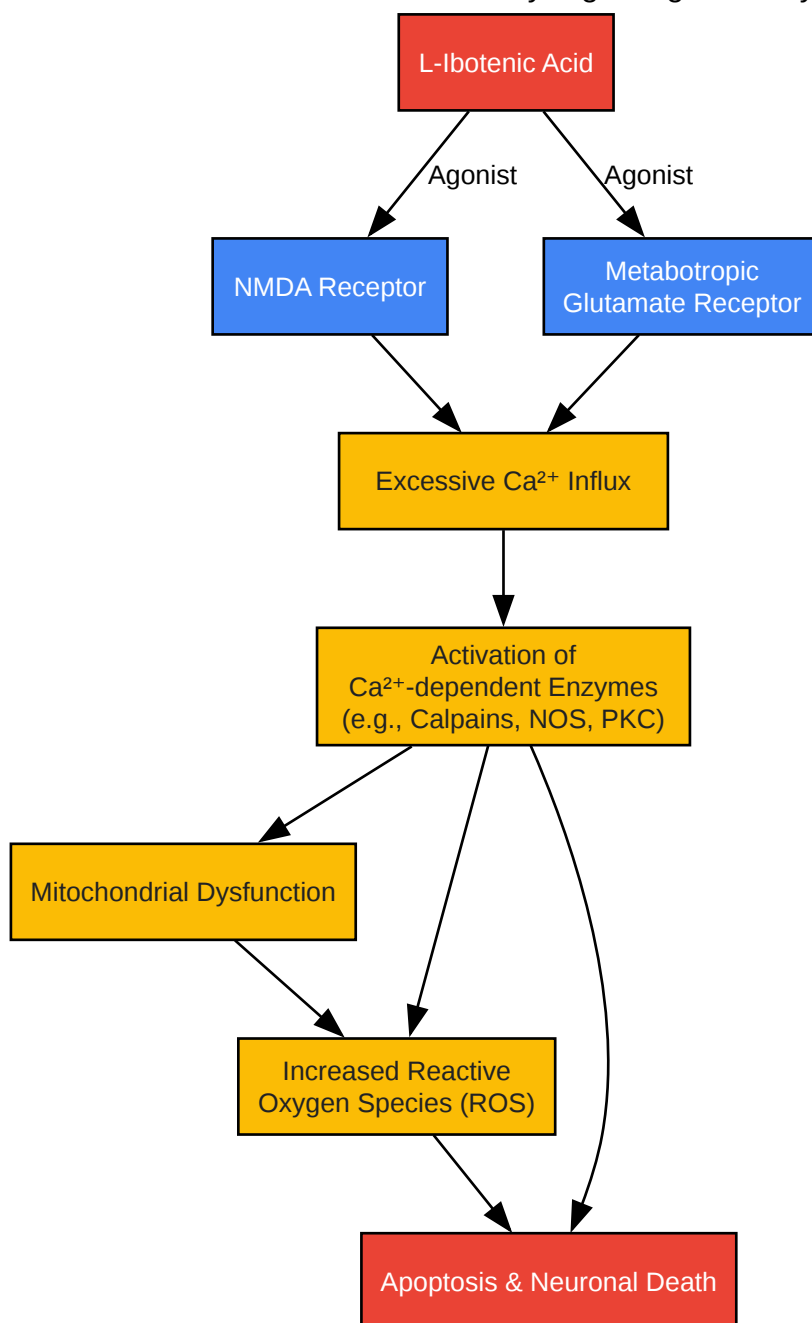 L-Ibotenic Acid
Agonist
Agonist
NMDA Receptor
Metabotropic
Glutamate Receptor
Excessive Ca²⁺ Influx
Activation of
Ca²⁺-dependent Enzymes
(e.g., Calpains, NOS, PKC)
Mitochondrial Dysfunction
Increased Reactive
Oxygen Species (ROS)
Apoptosis & Neuronal Death